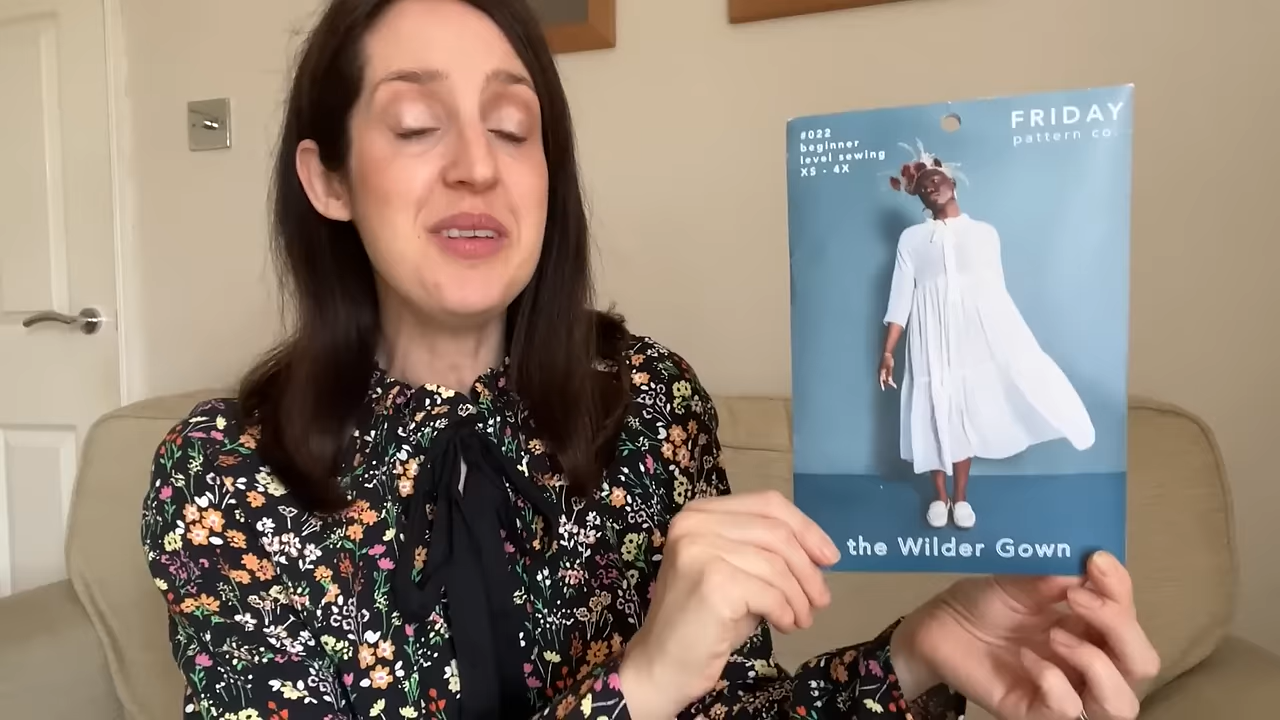 #022
beginner
level sewing
XS - 4X
FRIDAY
pattern co.
the Wilder Gown